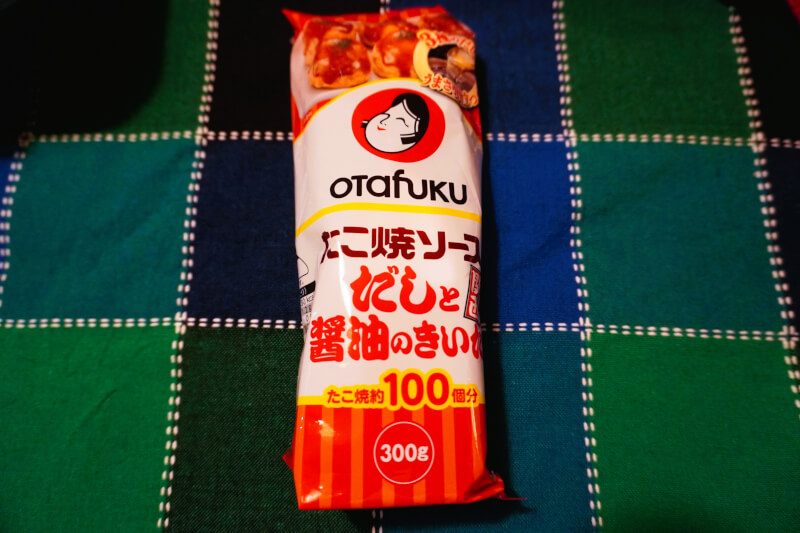 OTaFUKU
たこ焼ソース
だしと
醤油のきいた
たこ焼約100個分
300g